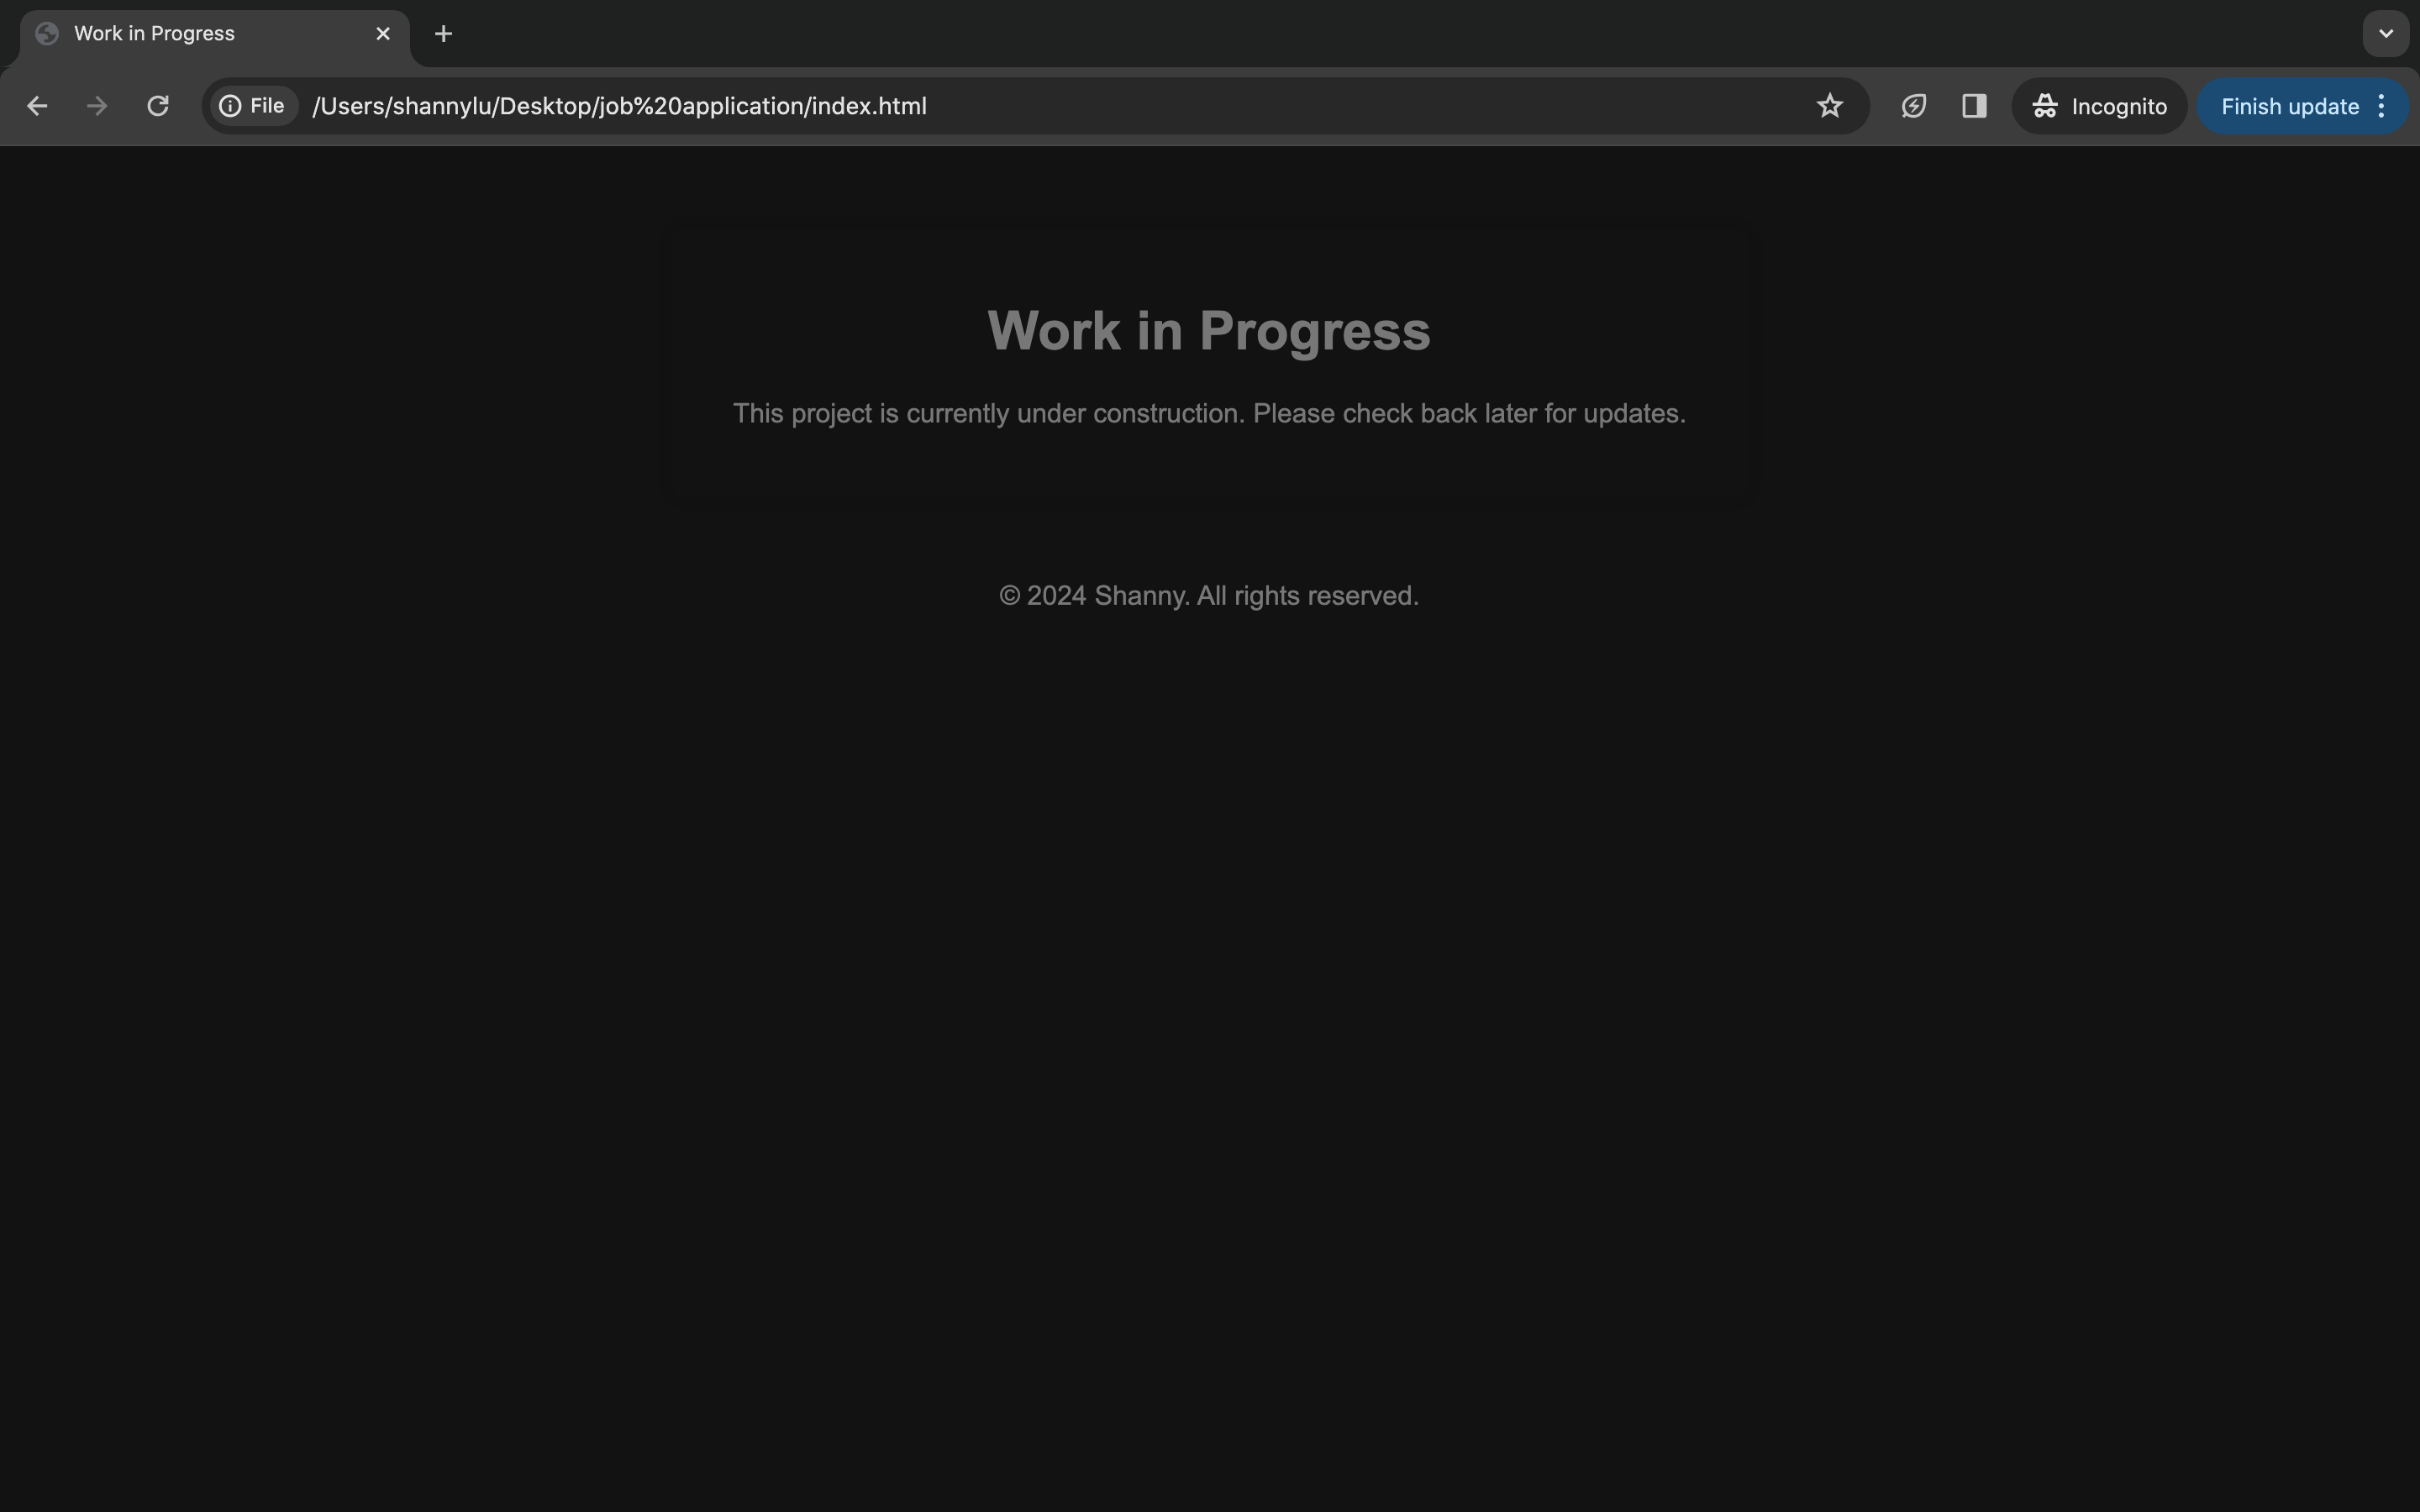 Work in Progress
File /Users/shannylu/Desktop/job%20application/index.html Incognito Finish update
Work in Progress
This project is currently under construction. Please check back later for updates.
© 2024 Shanny. All rights reserved.